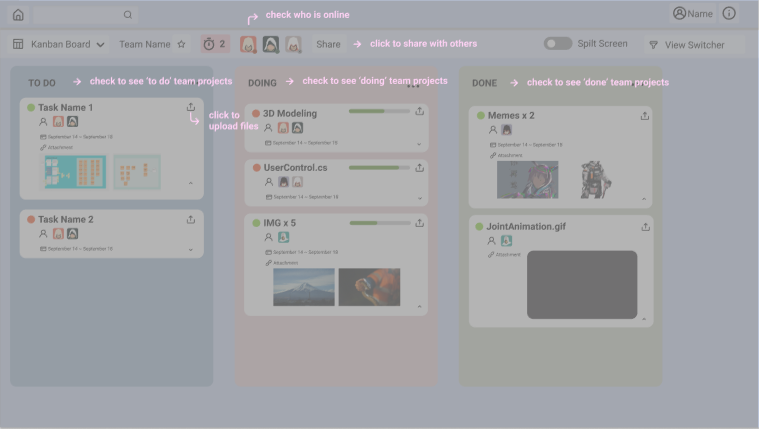 check who is online
Name
Kanban Board
Team Name
2
Share
click to share with others
Spilt Screen
View Switcher
TO DO
check to see 'to do' team projects
Task Name 1
click to
upload files
September 14 – September 18
Attachment
Task Name 2
September 14 – September 18
DOING
check to see 'doing' team projects
3D Modeling
September 14 – September 18
UserControl.cs
September 14 – September 18
IMG x 5
September 14 – September 18
Attachment
DONE
check to see 'done' team projects
Memes x 2
September 14 – September 18
Attachment
JointAnimation.gif
Attachment